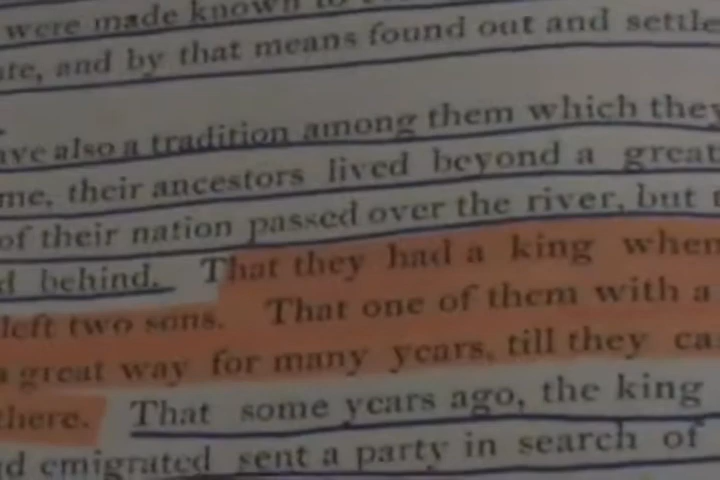 were made known to
ate, and by that means found out and settle
ave also a tradition among them which they
me, their ancestors lived beyond a great
of their nation passed over the river, but
d behind. That they had a king when
left two sons. That one of them with a
a great way for many years, till they ca
there. That some years ago, the king
d emigrated sent a party in search of